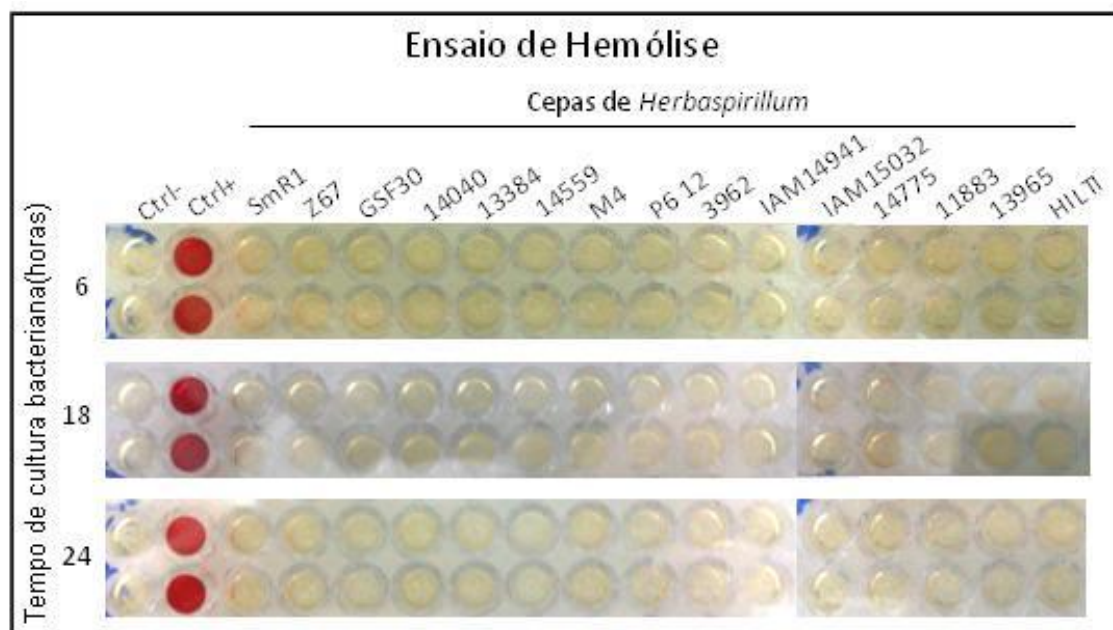 Ensaio de Hemólise
Cepas de Herbaspirillum
Ctrl-
Ctrl+
SmR1
Z67
GSF30
14040
13384
14559
M4
P6 12
3962
IAM14941
IAM15032
14775
11883
13965
HILTI
Tempo de cultura bacteriana(horas)
6
18
24